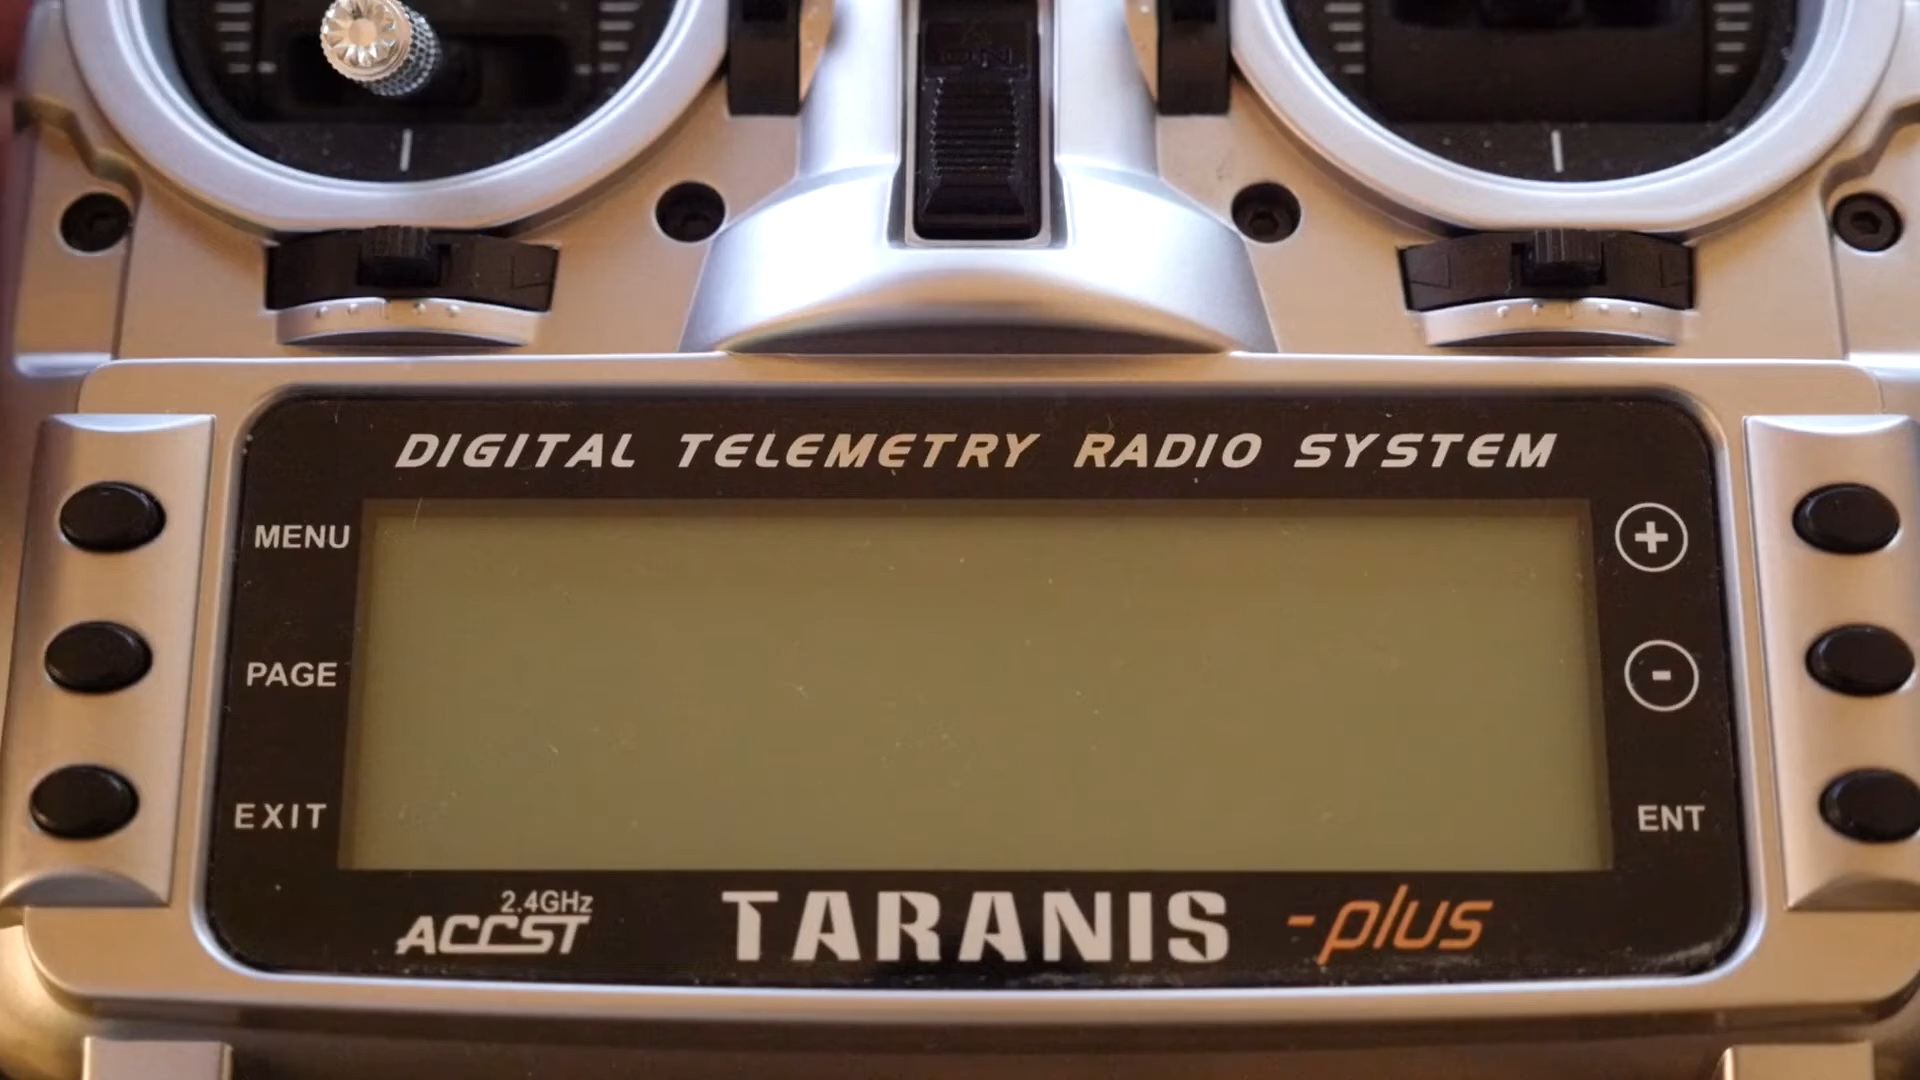 DIGITAL TELEMETRY RADIO SYSTEM
MENU
+
PAGE
-
EXIT
ENT
2.4GHz
ACCST
TARANIS -plus